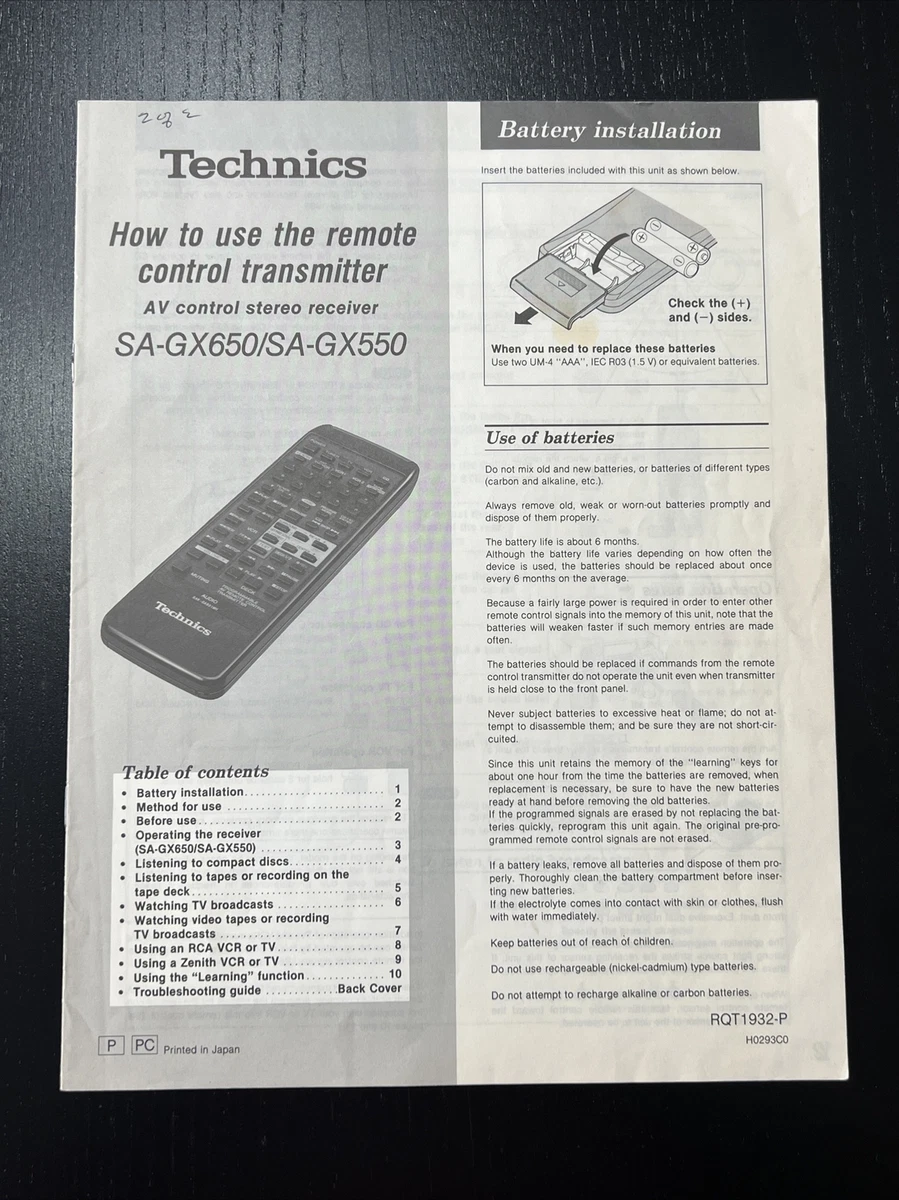 Technics
How to use the remote
control transmitter
AV control stereo receiver
SA-GX650/SA-GX550
Technics
Table of contents
• Battery installation........................... 1
• Method for use ........................... 2
• Before use........................... 2
• Operating the receiver
(SA-GX650/SA-GX550) ........................... 3
• Listening to compact discs........................... 4
• Listening to tapes or recording on the
tape deck........................... 5
• Watching TV broadcasts ........................... 6
• Watching video tapes or recording
TV broadcasts ........................... 7
• Using an RCA VCR or TV........................... 8
• Using a Zenith VCR or TV ........................... 9
• Using the “Learning” function........................... 10
• Troubleshooting guide ............Back Cover
P PC Printed in Japan
Battery installation
Insert the batteries included with this unit as shown below.
Check the (+)
and (−) sides.
When you need to replace these batteries
Use two UM-4 “AAA”, IEC R03 (1.5 V) or equivalent batteries.
Use of batteries
Do not mix old and new batteries, or batteries of different types
(carbon and alkaline, etc.).
Always remove old, weak or worn-out batteries promptly and
dispose of them properly.
The battery life is about 6 months.
Although the battery life varies depending on how often the
device is used, the batteries should be replaced about once
every 6 months on the average.
Because a fairly large power is required in order to enter other
remote control signals into the memory of this unit, note that the
batteries will weaken faster if such memory entries are made
often.
The batteries should be replaced if commands from the remote
control transmitter do not operate the unit even when transmitter
is held close to the front panel.
Never subject batteries to excessive heat or flame; do not at-
tempt to disassemble them; and be sure they are not short-cir-
cuited.
Since this unit retains the memory of the “learning” keys for
about one hour from the time the batteries are removed, when
replacement is necessary, be sure to have the new batteries
ready at hand before removing the old batteries.
If the programmed signals are erased by not replacing the bat-
teries quickly, reprogram this unit again. The original pre-pro-
grammed remote control signals are not erased.
If a battery leaks, remove all batteries and dispose of them pro-
perly. Thoroughly clean the battery compartment before inser-
ting new batteries.
If the electrolyte comes into contact with skin or clothes, flush
with water immediately.
Keep batteries out of reach of children.
Do not use rechargeable (nickel-cadmium) type batteries.
Do not attempt to recharge alkaline or carbon batteries.
RQT1932-P
H0293C0